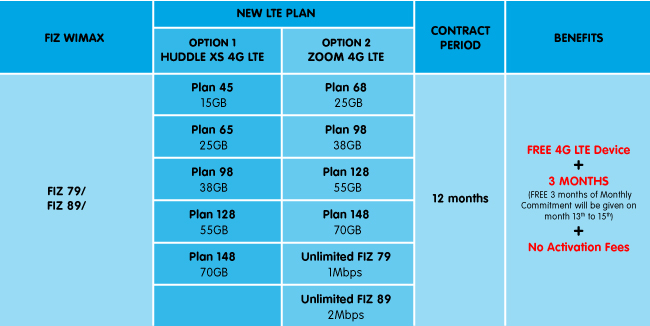 FIZ WIMAX
NEW LTE PLAN
OPTION 1
HUDDLE XS 4G LTE
OPTION 2
ZOOM 4G LTE
CONTRACT
PERIOD
BENEFITS
FIZ 79/
FIZ 89/
Plan 45
15GB
Plan 68
25GB
Plan 65
25GB
Plan 98
38GB
Plan 98
38GB
Plan 128
55GB
Plan 128
55GB
Plan 148
70GB
Plan 148
70GB
Unlimited FIZ 79
1Mbps
Unlimited FIZ 89
2Mbps
12 months
FREE 4G LTE Device
+
3 MONTHS
(FREE 3 months of Monthly
Commitment will be given on
month 13th to 15th)
+
No Activation Fees